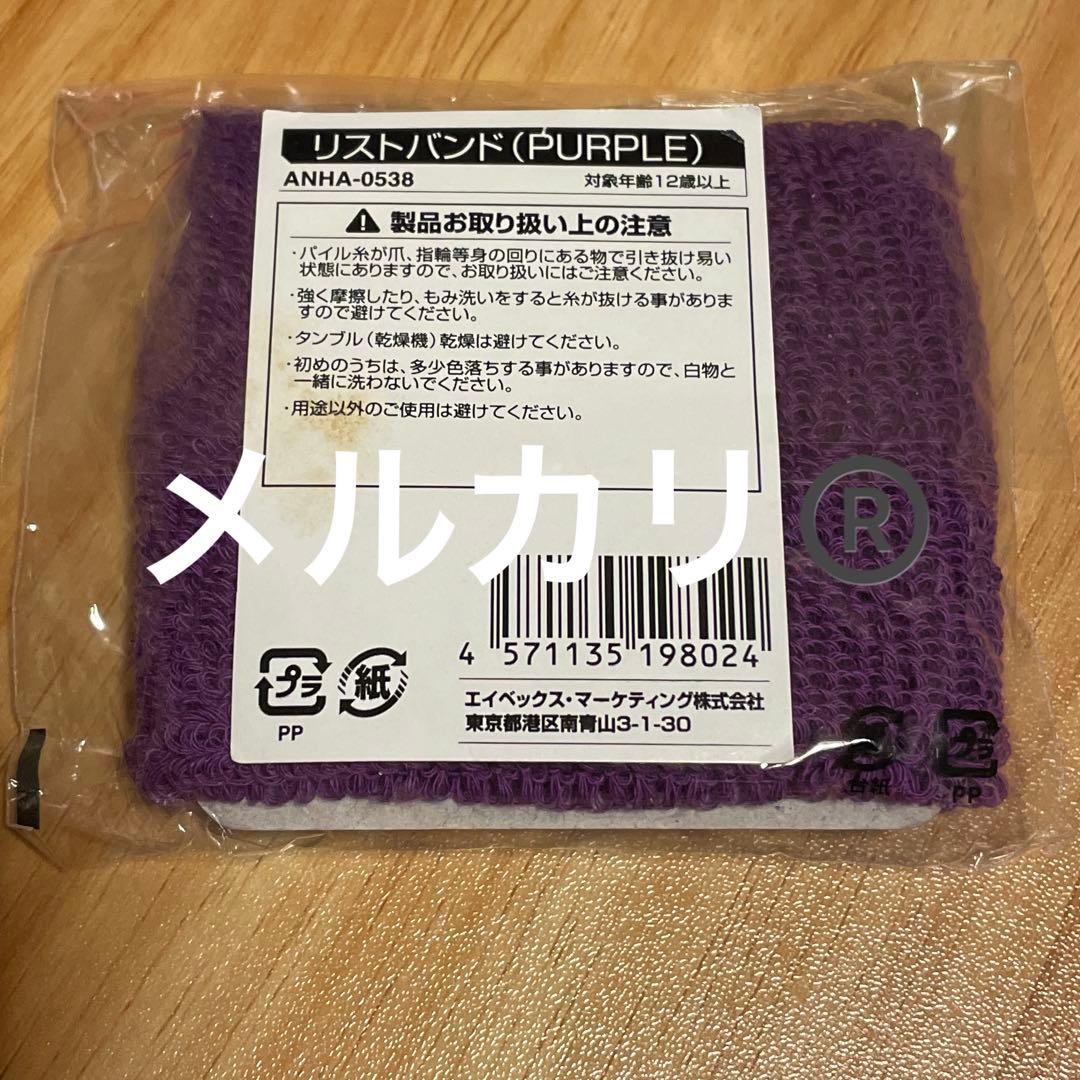 リストバンド(PURPLE)
ANHA-0538 対象年齢12歳以上
製品お取り扱い上の注意
・パイル糸が爪、指輪等身の回りにある物で引き抜け易い
状態にありますので、お取り扱いにはご注意ください。
・強く摩擦したり、もみ洗いをすると糸が抜ける事がありま
すので避けてください。
・タンブル(乾燥機)乾燥は避けてください。
・初めのうちは、多少色落ちする事がありますので、白物と
一緒に洗わないでください。
・用途以外のご使用は避けてください。
メルカリ®
4 571135 198024
プラ
PP
紙
エイベックス・マーケティング株式会社
東京都港区南青山3-1-30
台紙
プラ
PP